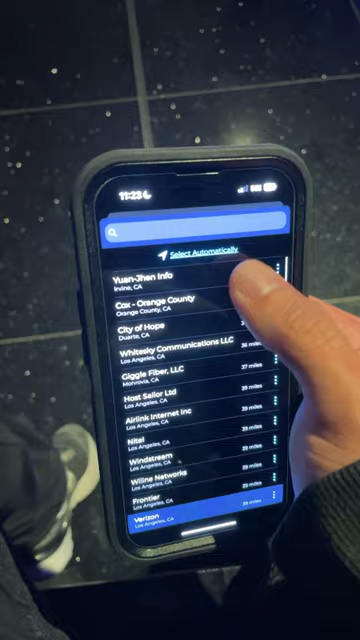 11:23
Select Automatically
Yuan-Jhen Info
Irvine, CA
Cox - Orange County
Orange County, CA
City of Hope
Duarte, CA
Whitesky Communications LLC
Los Angeles, CA
36 miles
Giggle Fiber, LLC
Monrovia, CA
37 miles
Host Sailor Ltd
Los Angeles, CA
39 miles
Airlink Internet Inc
Los Angeles, CA
39 miles
Nitel
Los Angeles, CA
39 miles
Windstream
Los Angeles, CA
39 miles
Wiline Networks
Los Angeles, CA
39 miles
Frontier
Los Angeles, CA
39 miles
Verizon
Los Angeles, CA
39 miles